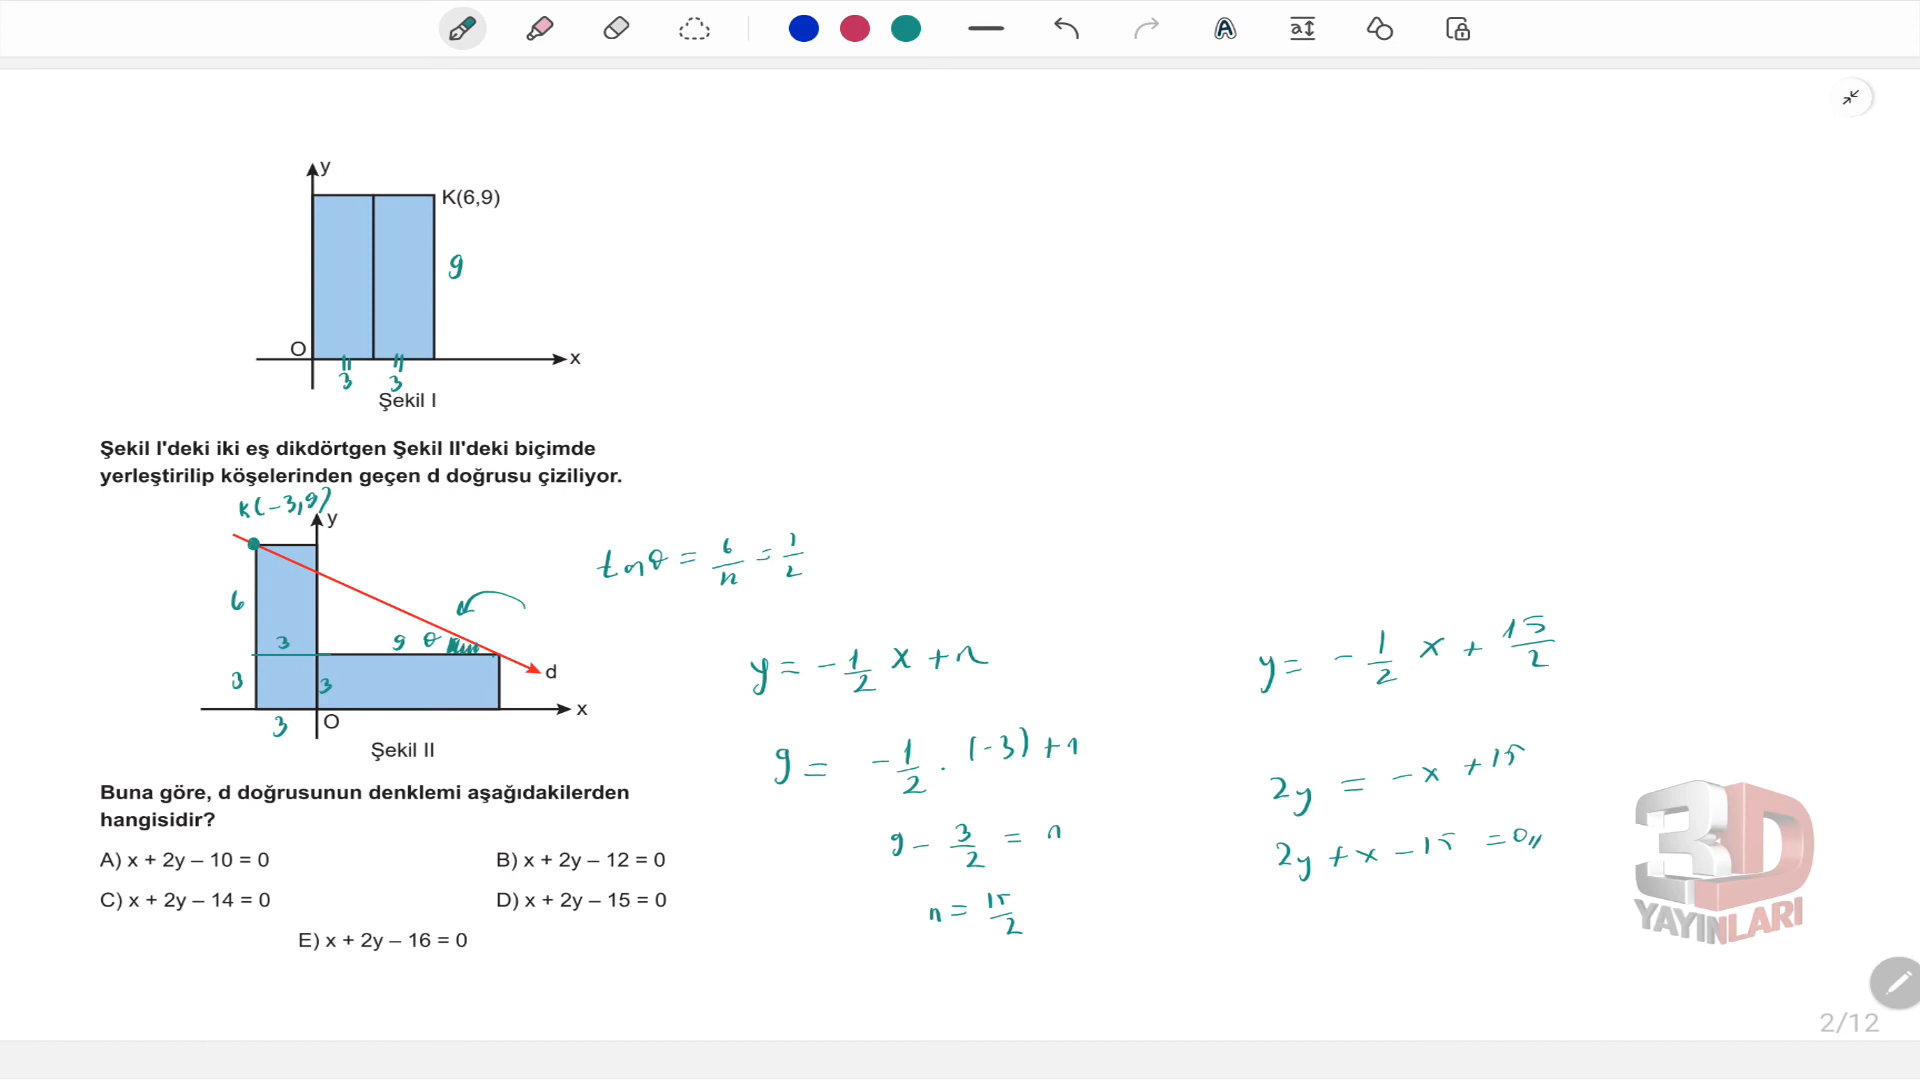 y
K(6,9)
9
O
x
3 3
Şekil I
Şekil I'deki iki eş dikdörtgen Şekil II'deki biçimde
yerleştirilip köşelerinden geçen d doğrusu çiziliyor.
K(-3,9)
y
6
3
9 θ
d
3
3
x
3
O
Şekil II
Buna göre, d doğrusunun denklemi aşağıdakilerden
hangisidir?
A) x + 2y – 10 = 0
B) x + 2y – 12 = 0
C) x + 2y – 14 = 0
D) x + 2y – 15 = 0
E) x + 2y – 16 = 0
tanθ = 6/12 = 1/2
y = -1/2 x + n
9 = -1/2 . (-3) + n
9 - 3/2 = n
n = 15/2
y = -1/2 x + 15/2
2y = -x + 15
2y + x - 15 = 0
3D
YAYINLARI
2/12